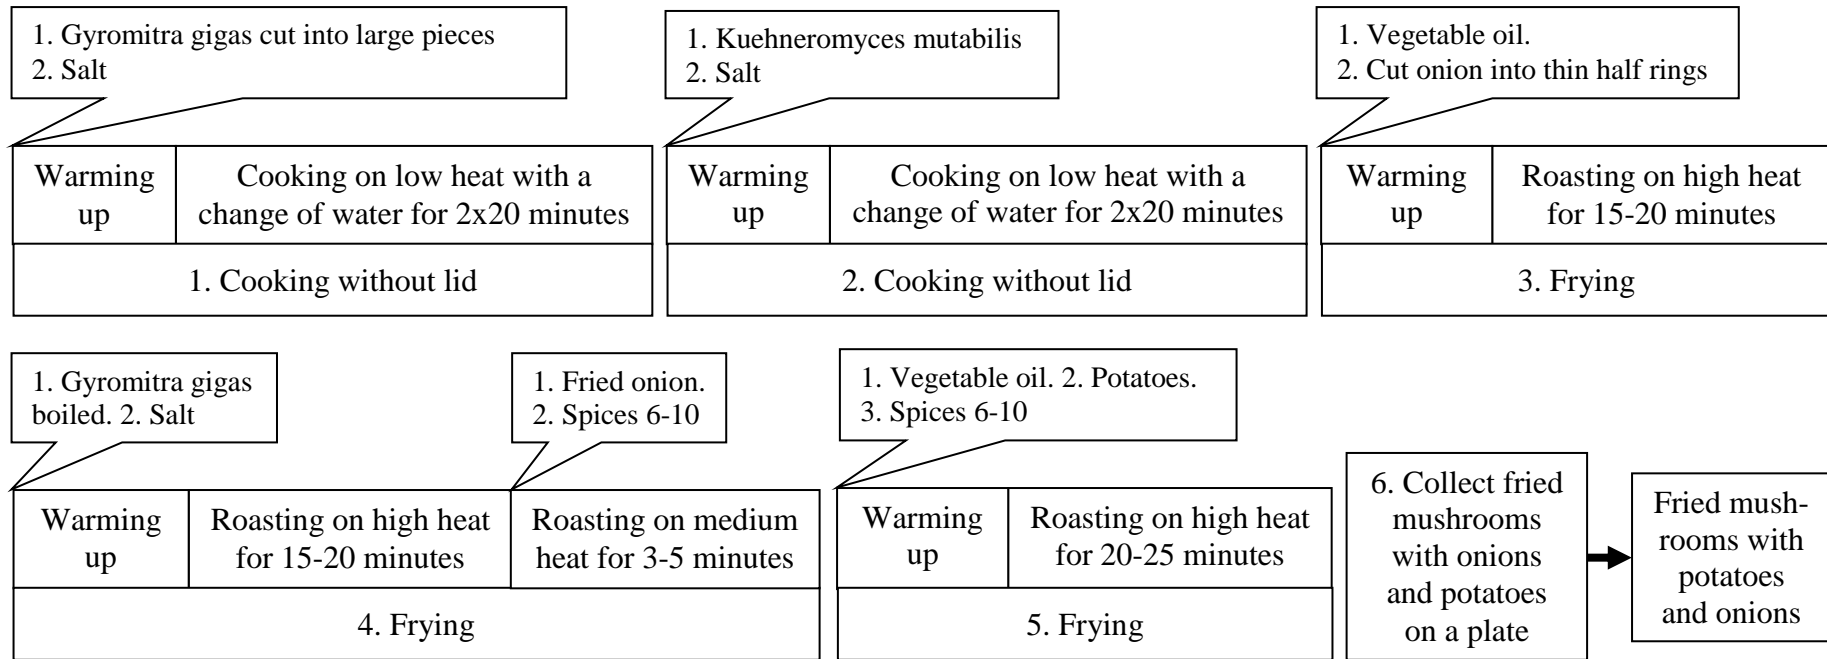 1. Gyromitra gigas cut into large pieces
2. Salt
1. Kuehneromyces mutabilis
2. Salt
1. Vegetable oil.
2. Cut onion into thin half rings
Warming
up
Cooking on low heat with a
change of water for 2x20 minutes
1. Cooking without lid
Warming
up
Cooking on low heat with a
change of water for 2x20 minutes
2. Cooking without lid
Warming
up
Roasting on high heat
for 15-20 minutes
3. Frying
1. Gyromitra gigas
boiled. 2. Salt
1. Fried onion.
2. Spices 6-10
Warming
up
Roasting on high heat
for 15-20 minutes
Roasting on medium
heat for 3-5 minutes
4. Frying
1. Vegetable oil. 2. Potatoes.
3. Spices 6-10
Warming
up
Roasting on high heat
for 20-25 minutes
5. Frying
6. Collect fried
mushrooms
with onions
and potatoes
on a plate
Fried mush-
rooms with
potatoes
and onions